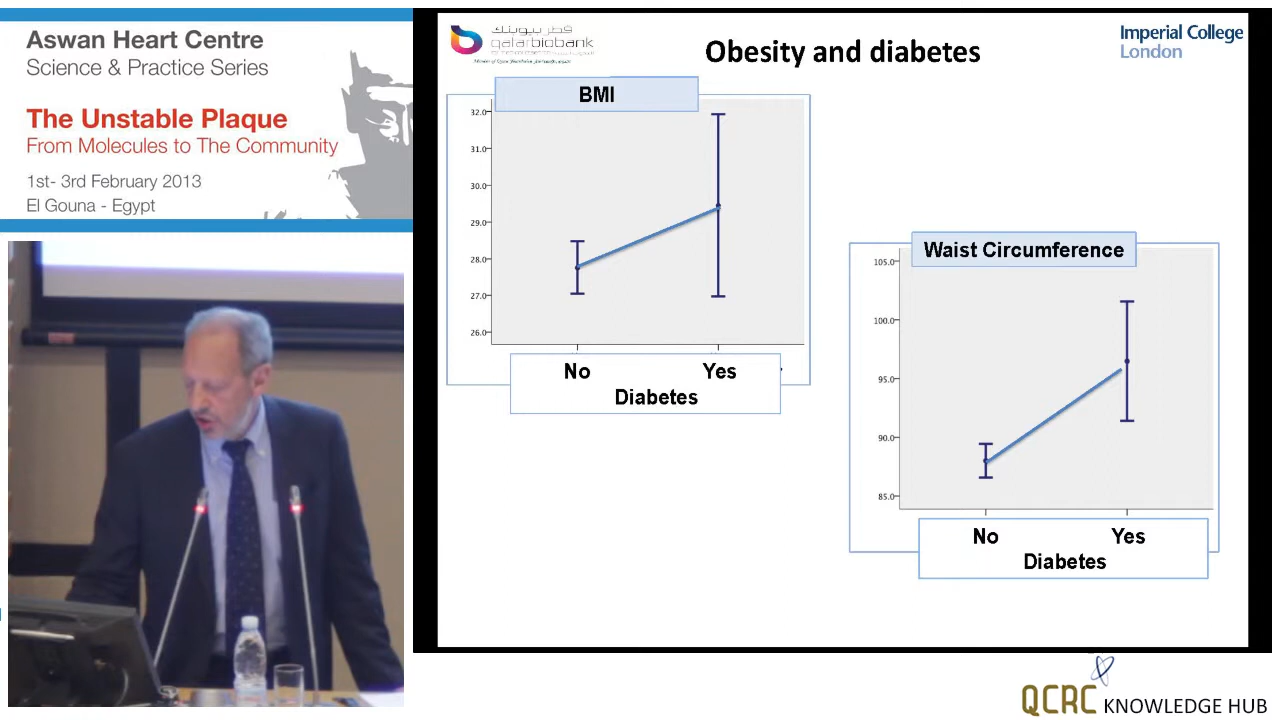 Aswan Heart Centre
Science & Practice Series
The Unstable Plaque
From Molecules to The Community
1st- 3rd February 2013
El Gouna - Egypt
قطر بيوبنك
qatarbiobank
Obesity and diabetes
Imperial College
London
BMI
32.0
31.0
30.0
29.0
28.0
27.0
26.0
No Yes
Diabetes
Waist Circumference
105.0
100.0
95.0
90.0
85.0
No Yes
Diabetes
QCRC KNOWLEDGE HUB